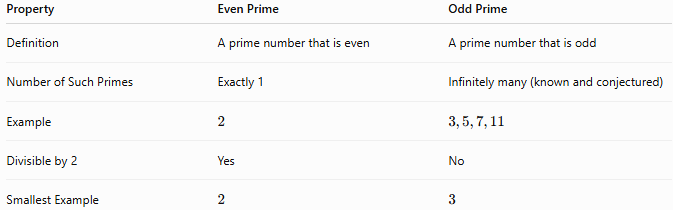 Property Even Prime Odd Prime
Definition A prime number that is even A prime number that is odd
Number of Such Primes Exactly 1 Infinitely many (known and conjectured)
Example 2 3, 5, 7, 11
Divisible by 2 Yes No
Smallest Example 2 3